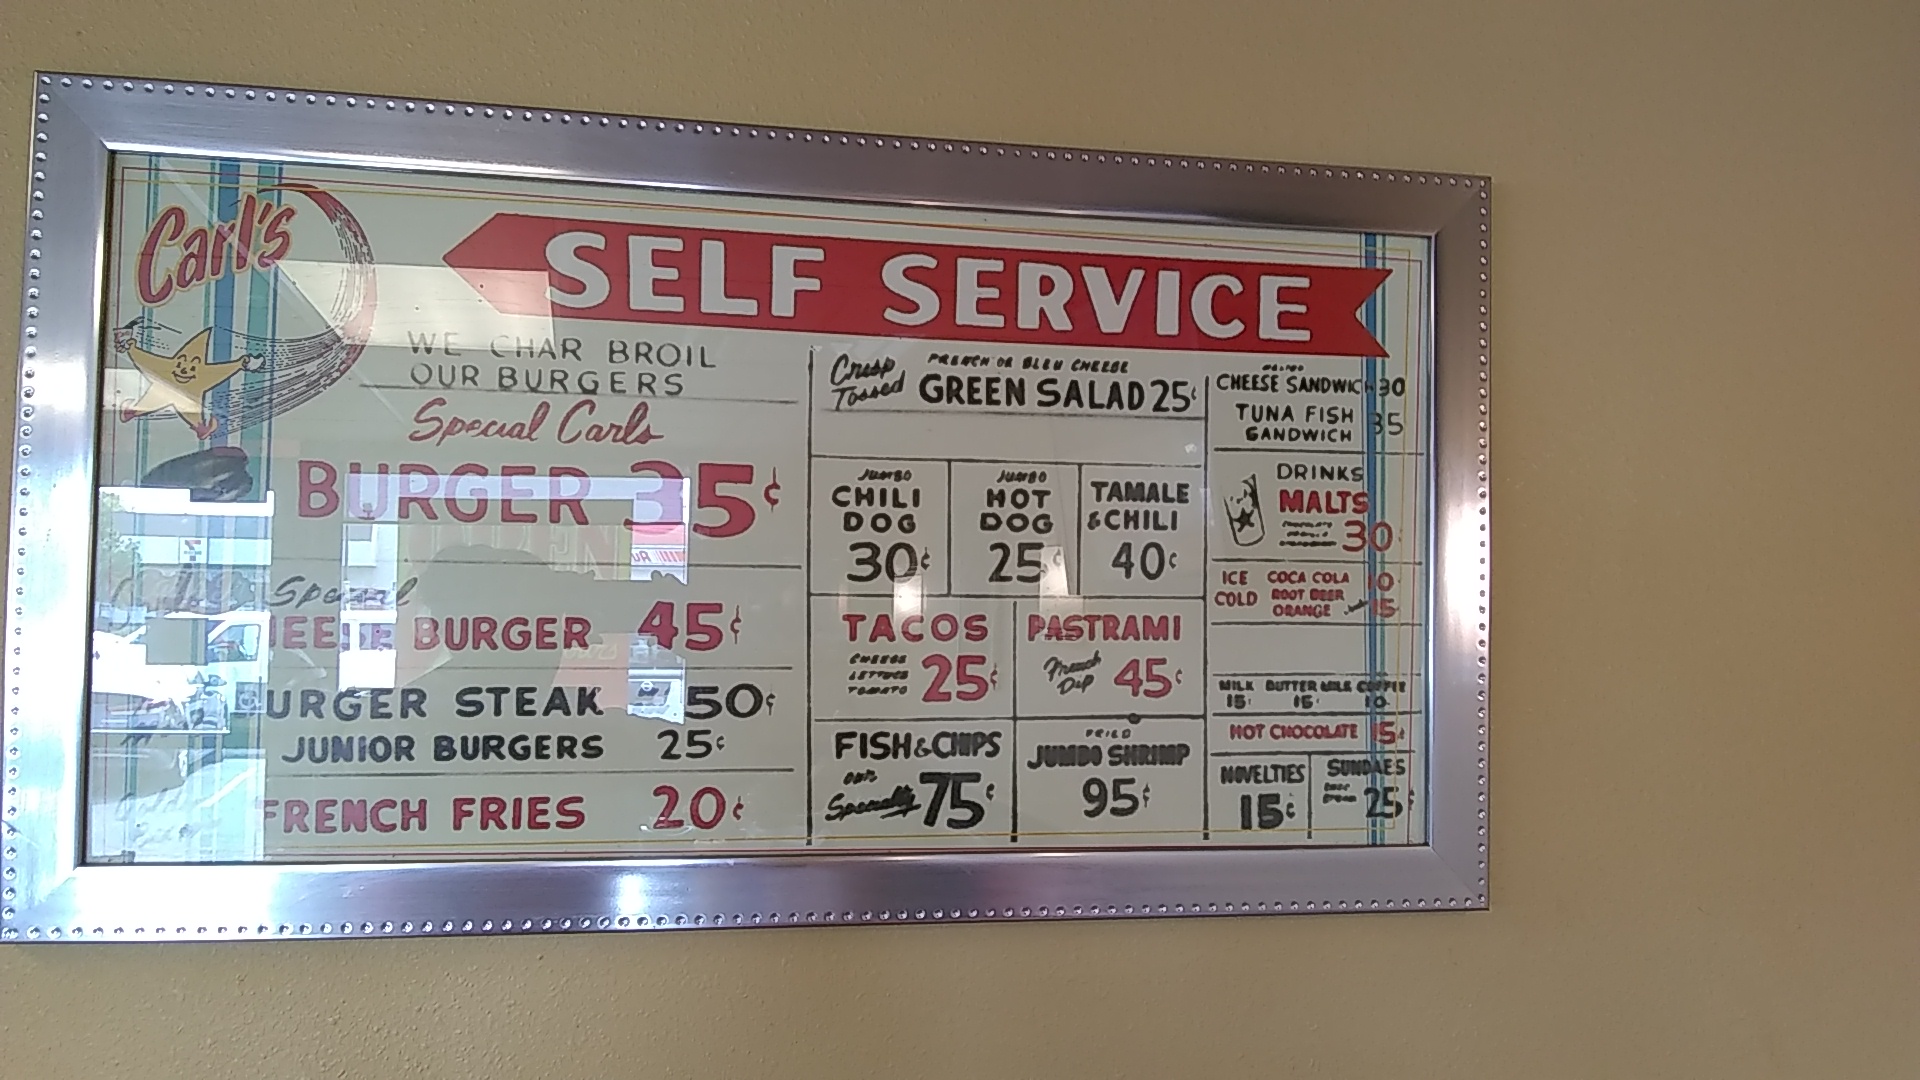 Carl's
SELF SERVICE
WE CHAR BROIL
OUR BURGERS
Special Carls
BURGER 35¢
Special
BURGER 45¢
STEAK 50¢
JUNIOR BURGERS 25¢
FRENCH FRIES 20¢
Crisp
Tossed
FRENCH OR BLEU CHEESE
GREEN SALAD 25¢
JUMBO
CHILI
DOG
30¢
JUMBO
HOT
DOG
25¢
TAMALE
& CHILI
40¢
TACOS
CHEESE
LETTUCE
TOMATO
25¢
PASTRAMI
French
Dip
45¢
FISH & CHIPS
our
Specialty
75¢
FRIED
JUMBO SHRIMP
95¢
CHEESE SANDWICH 30
TUNA FISH
SANDWICH 35
DRINKS
MALTS
30
ICE
COLD
COCA COLA 10
ROOT BEER
ORANGE 15
MILK BUTTERMILK COFFEE
15 15 10
HOT CHOCOLATE 15¢
NOVELTIES
15¢
SUNDAES
25¢